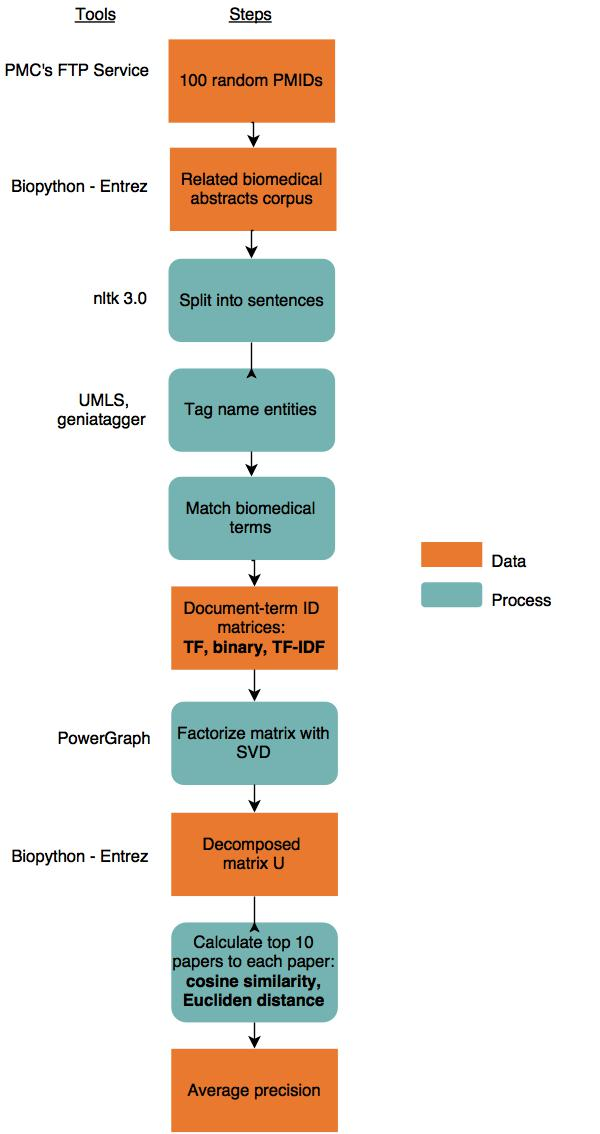 Tools Steps
PMC's FTP Service
100 random PMIDs
Biopython - Entrez
Related biomedical
abstracts corpus
nltk 3.0
Split into sentences
UMLS,
geniatagger
Tag name entities
Match biomedical
terms
Data
Process
Document-term ID
matrices:
TF, binary, TF-IDF
PowerGraph
Factorize matrix with
SVD
Biopython - Entrez
Decomposed
matrix U
Calculate top 10
papers to each paper:
cosine similarity,
Eucliden distance
Average precision